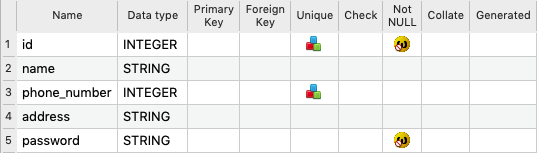 Name Data type Primary Key Foreign Key Unique Check Not NULL Collate Generated
1 id INTEGER
2 name STRING
3 phone_number INTEGER
4 address STRING
5 password STRING